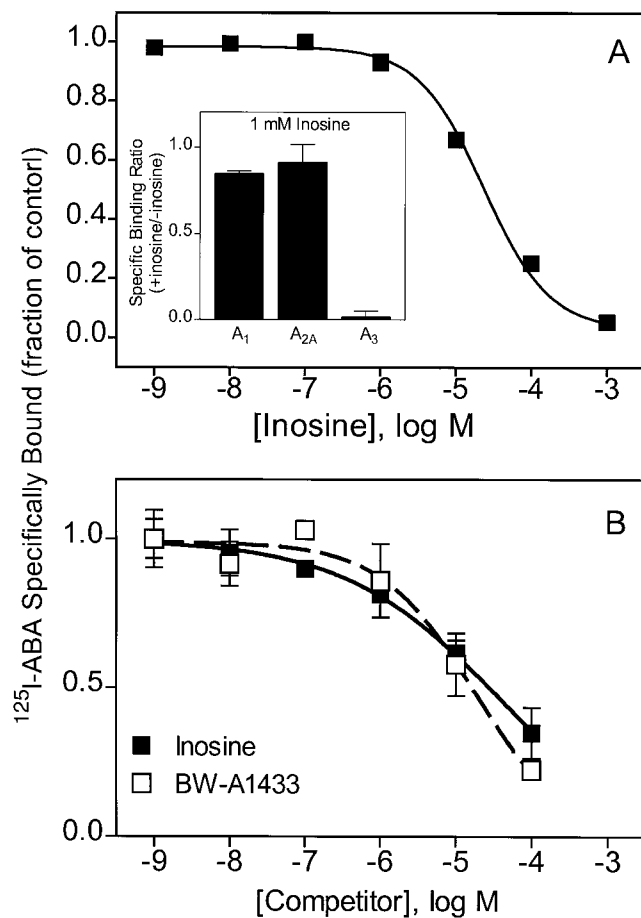 ¹²⁵I-ABA Specifically Bound (fraction of contorl)
A
1.0
0.8
0.6
0.4
0.2
0.0
1 mM Inosine
Specific Binding Ratio
(+inosine/-inosine)
1.0
0.5
0.0
A₁ A₂A A₃
-9 -8 -7 -6 -5 -4 -3
[Inosine], log M
B
1.0
0.5
0.0
Inosine
BW-A1433
-9 -8 -7 -6 -5 -4 -3
[Competitor], log M